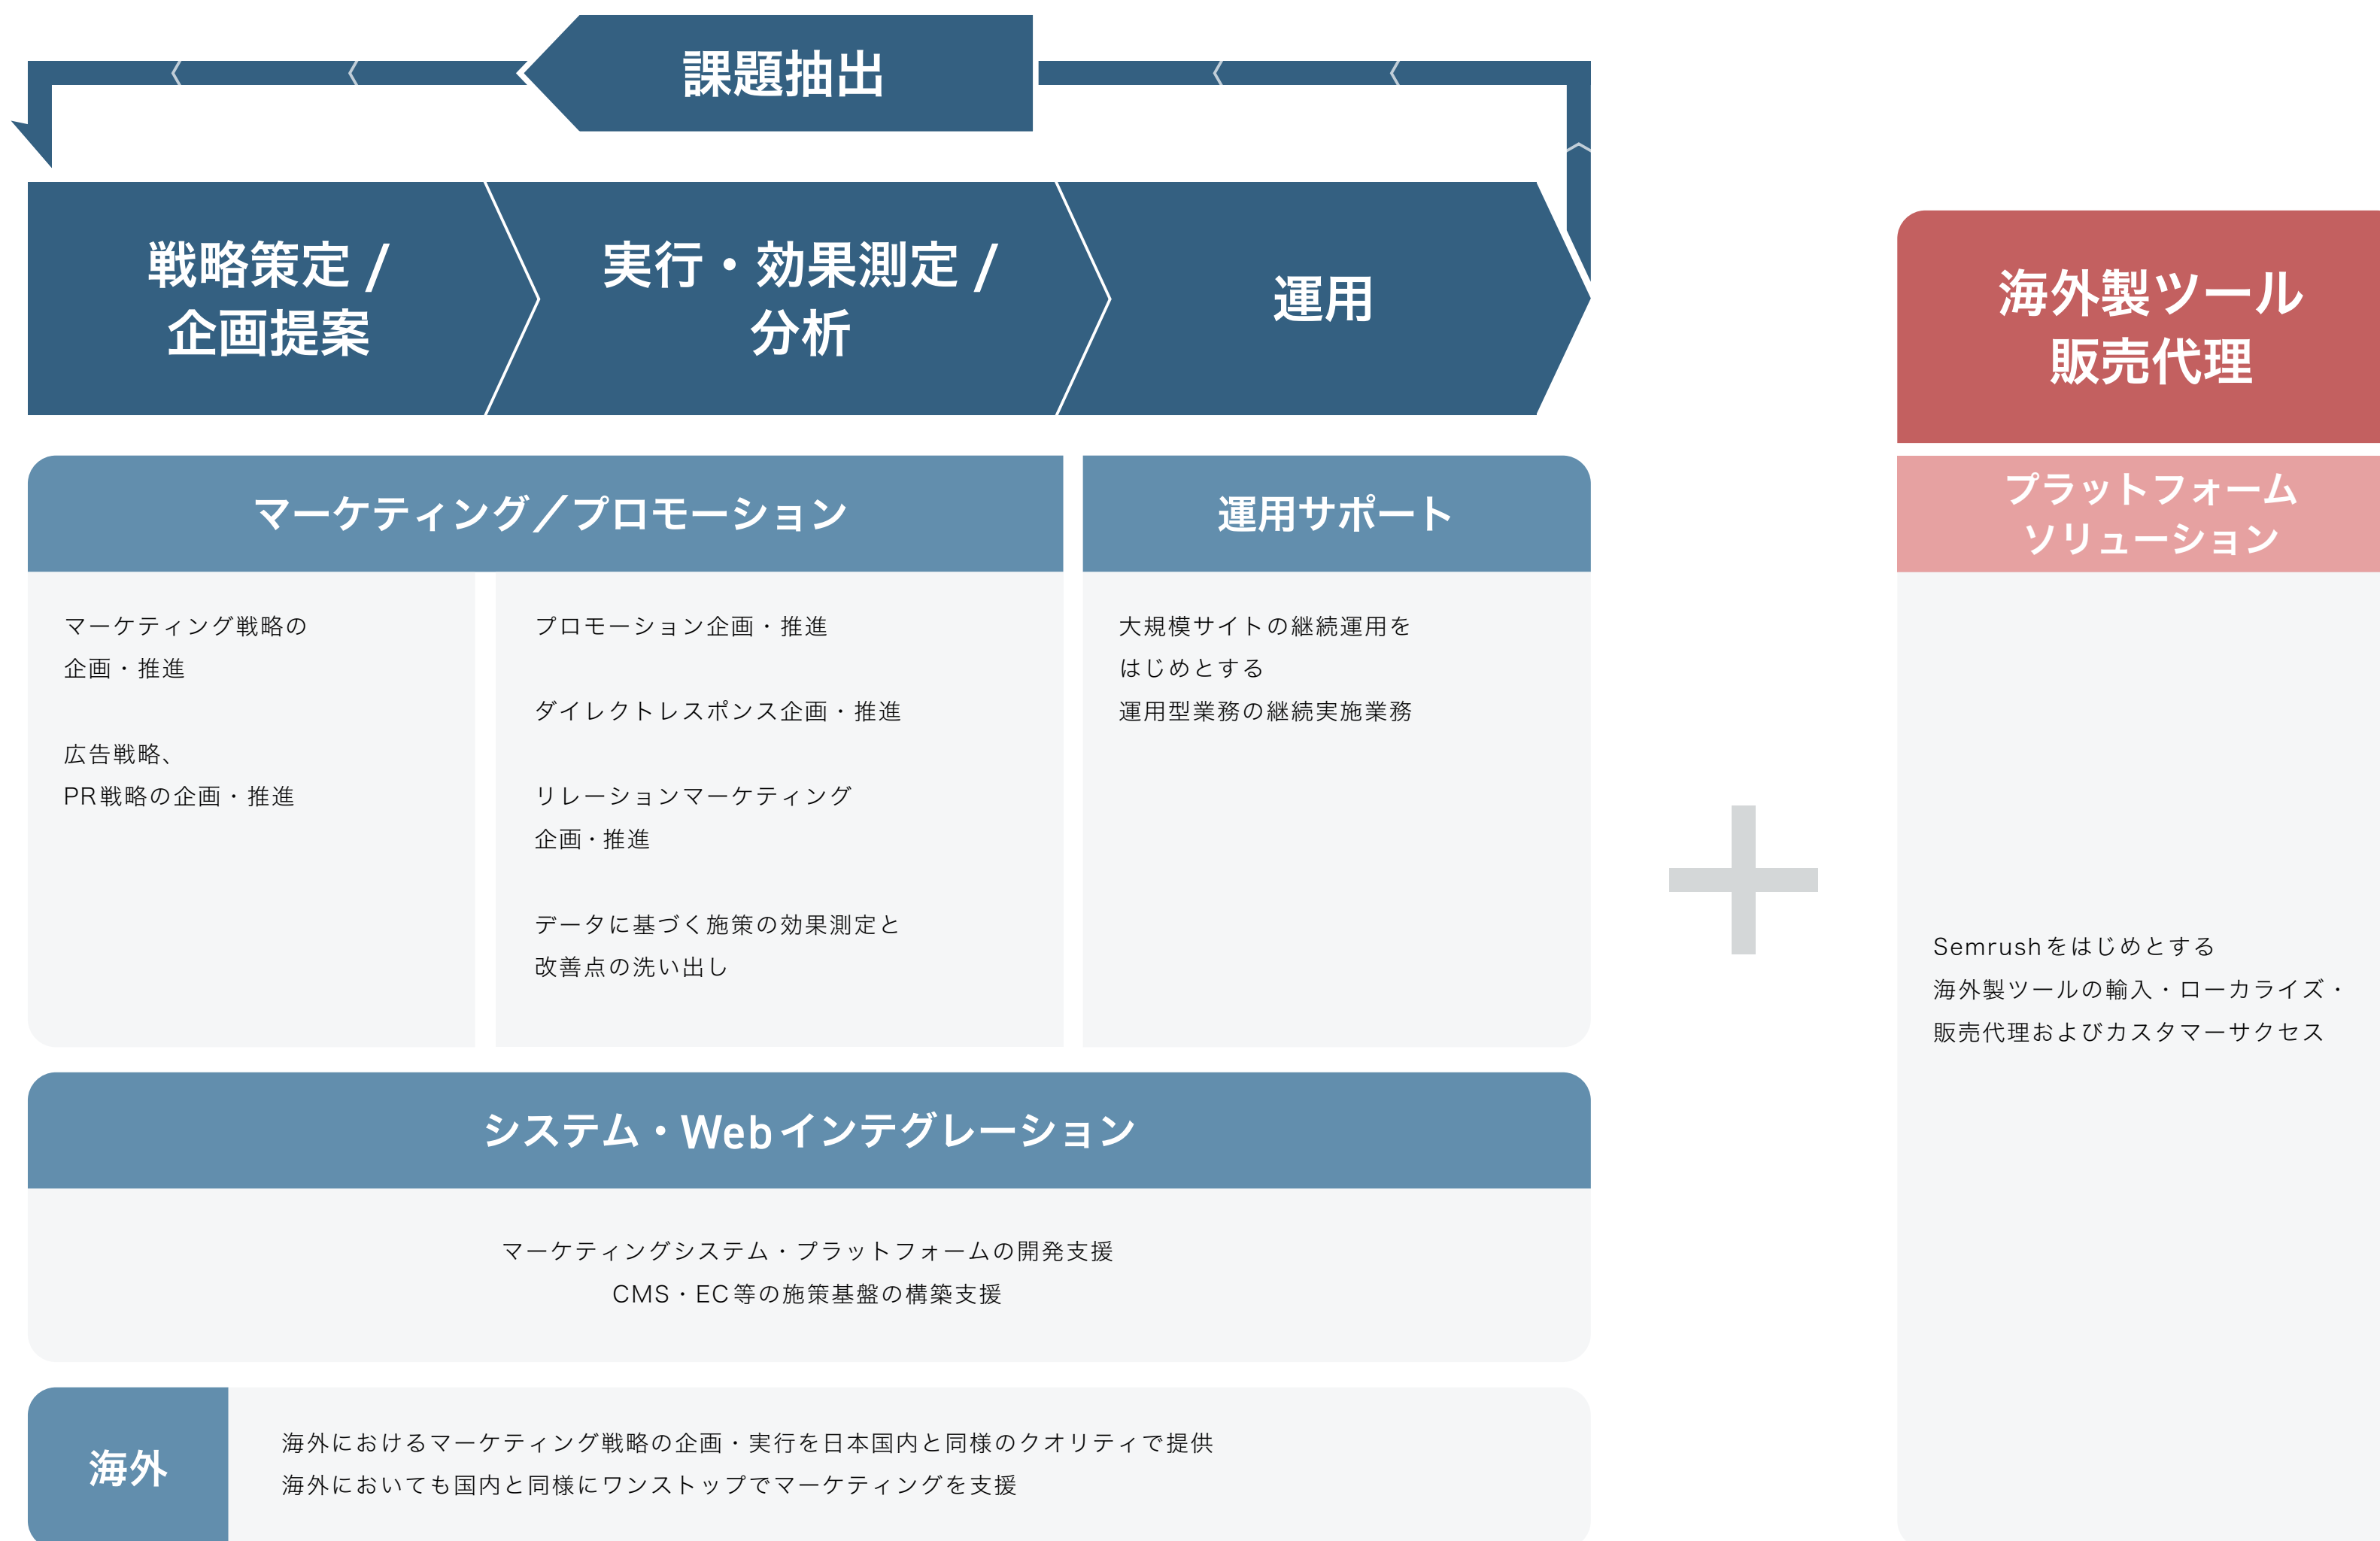 課題抽出
戦略策定 /
企画提案
実行・効果測定 /
分析
運用
マーケティング／プロモーション
運用サポート
マーケティング戦略の
企画・推進
広告戦略、
PR戦略の企画・推進
プロモーション企画・推進
ダイレクトレスポンス企画・推進
リレーションマーケティング
企画・推進
データに基づく施策の効果測定と
改善点の洗い出し
大規模サイトの継続運用を
はじめとする
運用型業務の継続実施業務
システム・Webインテグレーション
マーケティングシステム・プラットフォームの開発支援
CMS・EC等の施策基盤の構築支援
海外
海外におけるマーケティング戦略の企画・実行を日本国内と同様のクオリティで提供
海外においても国内と同様にワンストップでマーケティングを支援
海外製ツール
販売代理
プラットフォーム
ソリューション
Semrushをはじめとする
海外製ツールの輸入・ローカライズ・
販売代理およびカスタマーサクセス